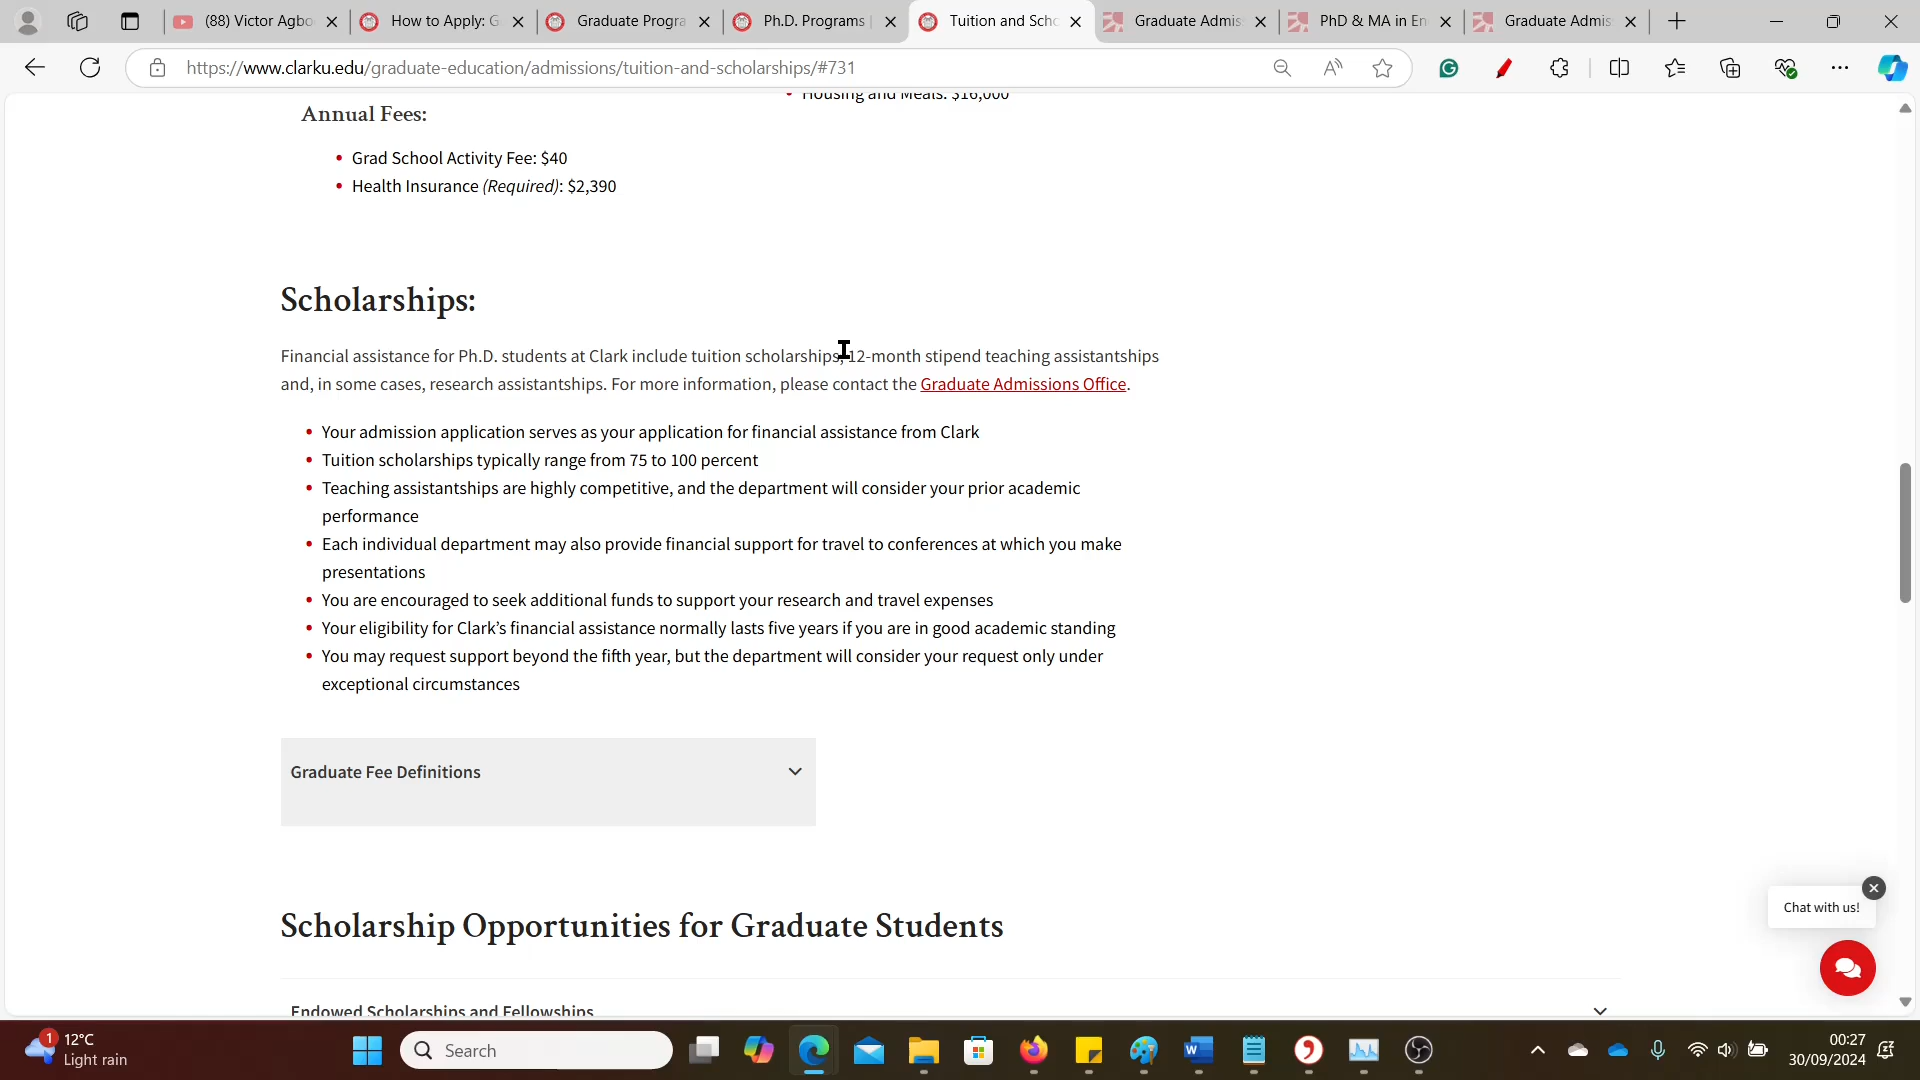 (88) Victor Agbo
How to Apply: G
Graduate Progra
Ph.D. Programs |
Tuition and Scho
Graduate Admis
PhD & MA in En
Graduate Admis
https://www.clarku.edu/graduate-education/admissions/tuition-and-scholarships/#731
Housing and Meals: $16,000
Annual Fees:
Grad School Activity Fee: $40
Health Insurance (Required): $2,390
Scholarships:
Financial assistance for Ph.D. students at Clark include tuition scholarships, 12-month stipend teaching assistantships
and, in some cases, research assistantships. For more information, please contact the Graduate Admissions Office.
Your admission application serves as your application for financial assistance from Clark
Tuition scholarships typically range from 75 to 100 percent
Teaching assistantships are highly competitive, and the department will consider your prior academic
performance
Each individual department may also provide financial support for travel to conferences at which you make
presentations
You are encouraged to seek additional funds to support your research and travel expenses
Your eligibility for Clark’s financial assistance normally lasts five years if you are in good academic standing
You may request support beyond the fifth year, but the department will consider your request only under
exceptional circumstances
Graduate Fee Definitions
Chat with us!
Scholarship Opportunities for Graduate Students
Endowed Scholarships and Fellowships
1
12°C
Light rain
Search
00:27
30/09/2024